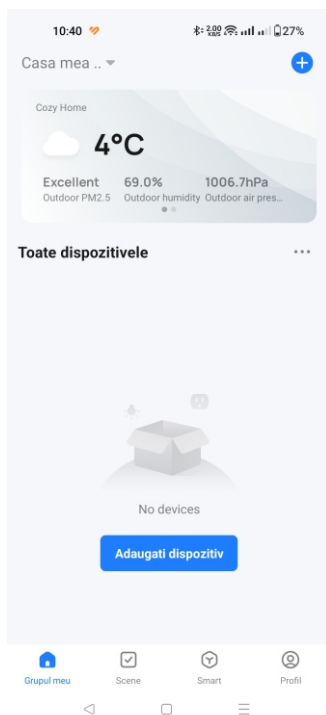 10:40 2.00 KB/S 27%
Casa mea ..
Cozy Home
4°C
Excellent 69.0% 1006.7hPa
Outdoor PM2.5 Outdoor humidity Outdoor air pres...
Toate dispozitivele
No devices
Adaugati dispozitiv
Grupul meu Scene Smart Profil